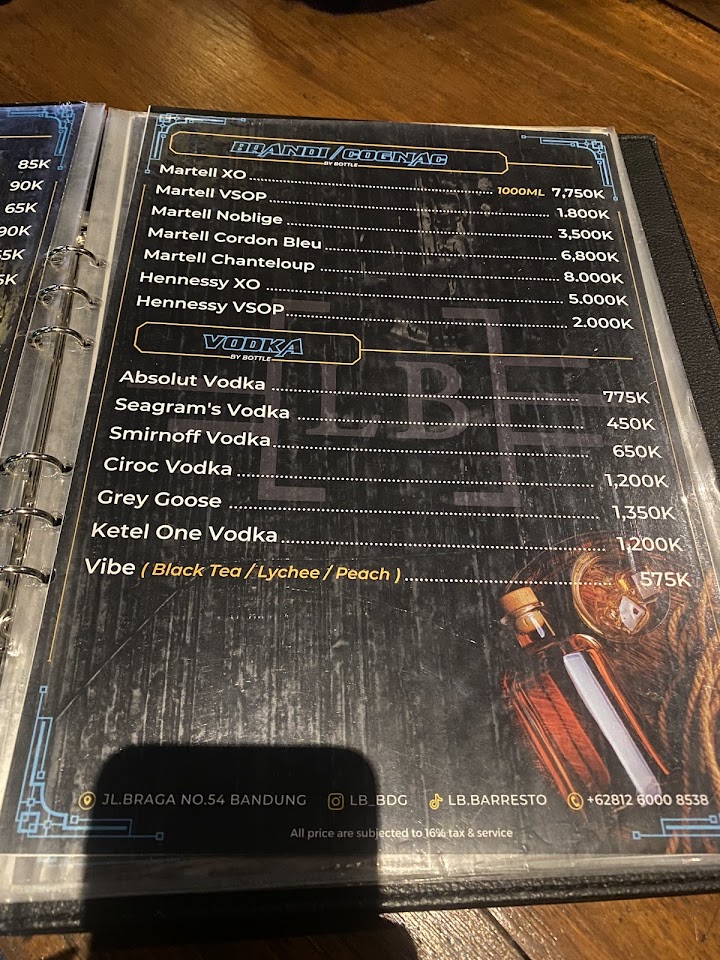 85K
90K
65K
90K
BRANDI/COGNAC
BY BOTTLE
Martell XO 1000ML 7,750K
Martell VSOP 1.800K
Martell Noblige 3,500K
Martell Cordon Bleu 6,800K
Martell Chanteloup 8.000K
Hennessy XO 5.000K
Hennessy VSOP 2.000K
VODKA
BY BOTTLE
LB
Absolut Vodka 775K
Seagram's Vodka 450K
Smirnoff Vodka 650K
Ciroc Vodka 1,200K
Grey Goose 1,350K
Ketel One Vodka 1,200K
Vibe ( Black Tea / Lychee / Peach ) 575K
JL.BRAGA NO.54 BANDUNG LB_BDG LB.BARRESTO +62812 6000 8538
All price are subjected to 16% tax & service